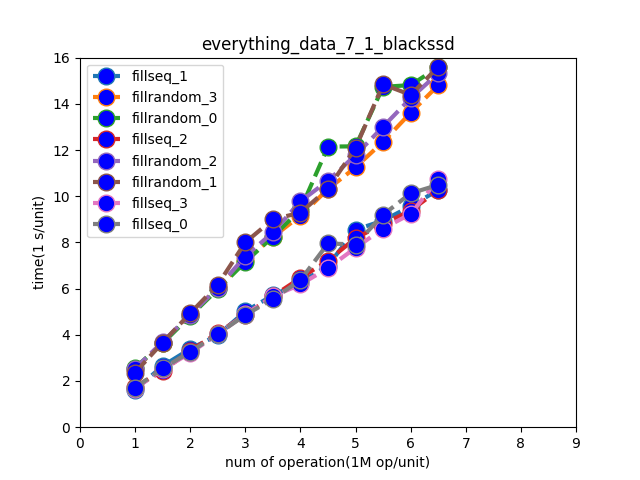 everything_data_7_1_blackssd
fillseq_1
fillrandom_3
fillrandom_0
fillseq_2
fillrandom_2
fillrandom_1
fillseq_3
fillseq_0
time(1 s/unit)
16
14
12
10
8
6
4
2
0
0 1 2 3 4 5 6 7 8 9
num of operation(1M op/unit)